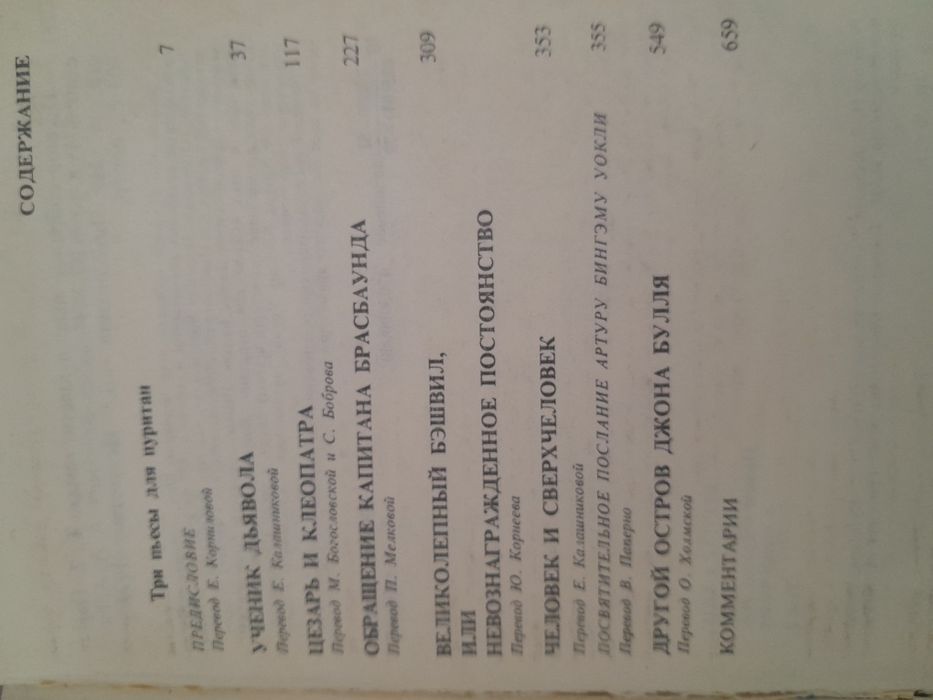 СОДЕРЖАНИЕ
Три пьесы для пуритан
ПРЕДИСЛОВИЕ 7
Перевод Е. Корниловой
УЧЕНИК ДЬЯВОЛА 37
Перевод Е. Калашниковой
ЦЕЗАРЬ И КЛЕОПАТРА 117
Перевод М. Богословской и С. Боброва
ОБРАЩЕНИЕ КАПИТАНА БРАСБАУНДА 227
Перевод П. Мелковой
ВЕЛИКОЛЕПНЫЙ БЭШВИЛ, 309
ИЛИ
НЕВОЗНАГРАЖДЕННОЕ ПОСТОЯНСТВО
Перевод Ю. Корнеева
ЧЕЛОВЕК И СВЕРХЧЕЛОВЕК 353
Перевод Е. Калашниковой
ПОСВЯТИТЕЛЬНОЕ ПОСЛАНИЕ АРТУРУ БИНГЭМУ УОКЛИ 355
Перевод В. Паперно
ДРУГОЙ ОСТРОВ ДЖОНА БУЛЛЯ 549
Перевод О. Холмской
КОММЕНТАРИИ 659